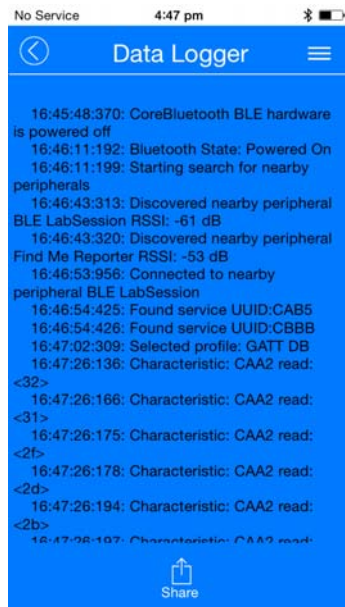 No Service 4:47 pm
Data Logger
16:45:48:370: CoreBluetooth BLE hardware
is powered off
16:46:11:192: Bluetooth State: Powered On
16:46:11:199: Starting search for nearby
peripherals
16:46:43:313: Discovered nearby peripheral
BLE LabSession RSSI: -61 dB
16:46:43:320: Discovered nearby peripheral
Find Me Reporter RSSI: -53 dB
16:46:53:956: Connected to nearby
peripheral BLE LabSession
16:46:54:425: Found service UUID:CAB5
16:46:54:426: Found service UUID:CBBB
16:47:02:309: Selected profile: GATT DB
16:47:26:136: Characteristic: CAA2 read:
<32>
16:47:26:166: Characteristic: CAA2 read:
<31>
16:47:26:175: Characteristic: CAA2 read:
<2f>
16:47:26:178: Characteristic: CAA2 read:
<2d>
16:47:26:194: Characteristic: CAA2 read:
<2b>
16:47:26:197: Characteristic: CAA2 read:
Share